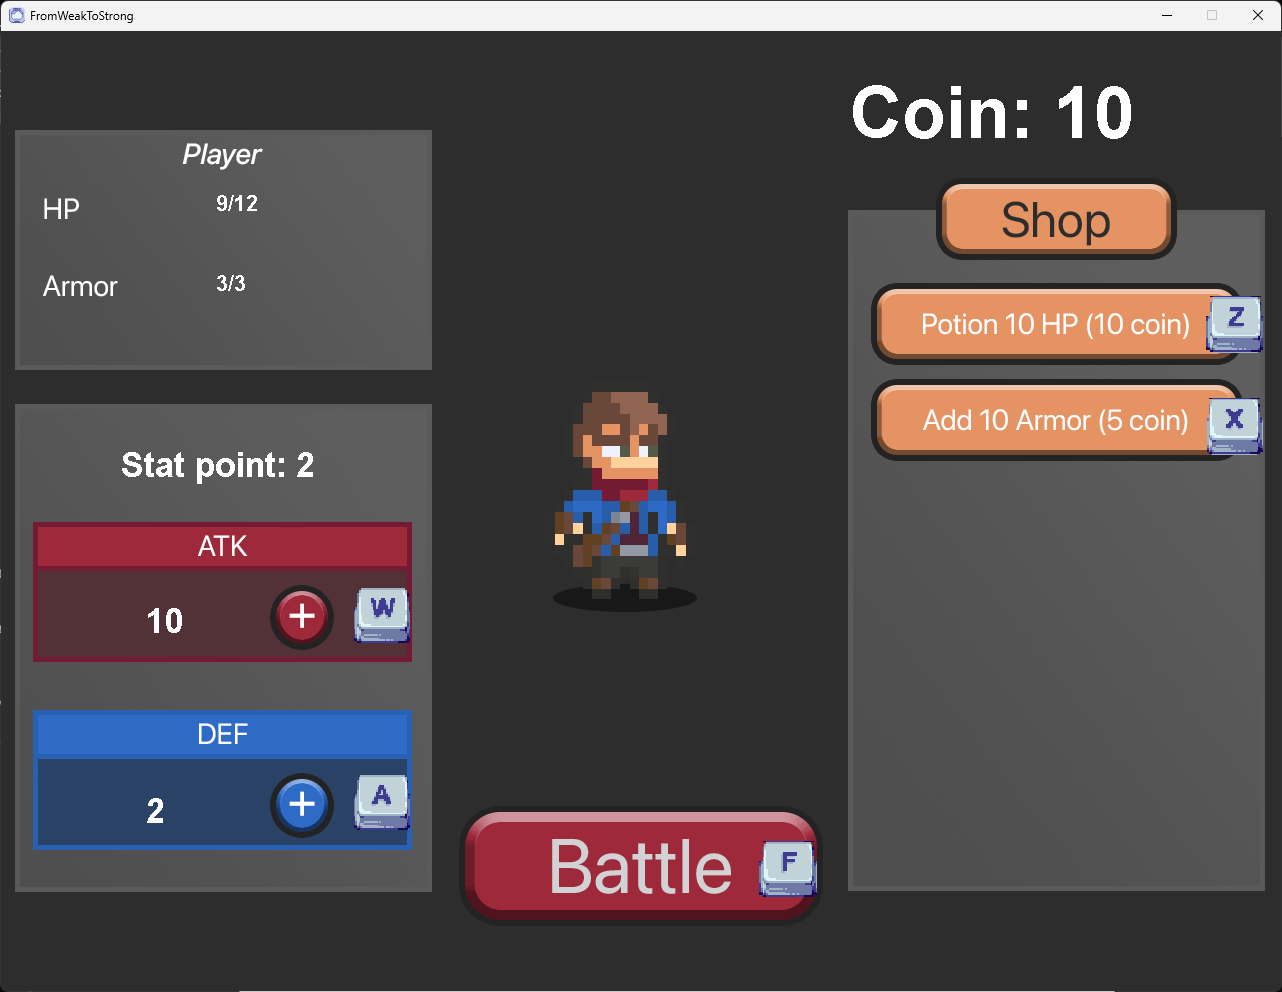 FromWeakToStrong
Coin: 10
Player
HP 9/12
Armor 3/3
Shop
Potion 10 HP (10 coin) Z
Add 10 Armor (5 coin) X
Stat point: 2
ATK
10 + W
DEF
2 + A
Battle F